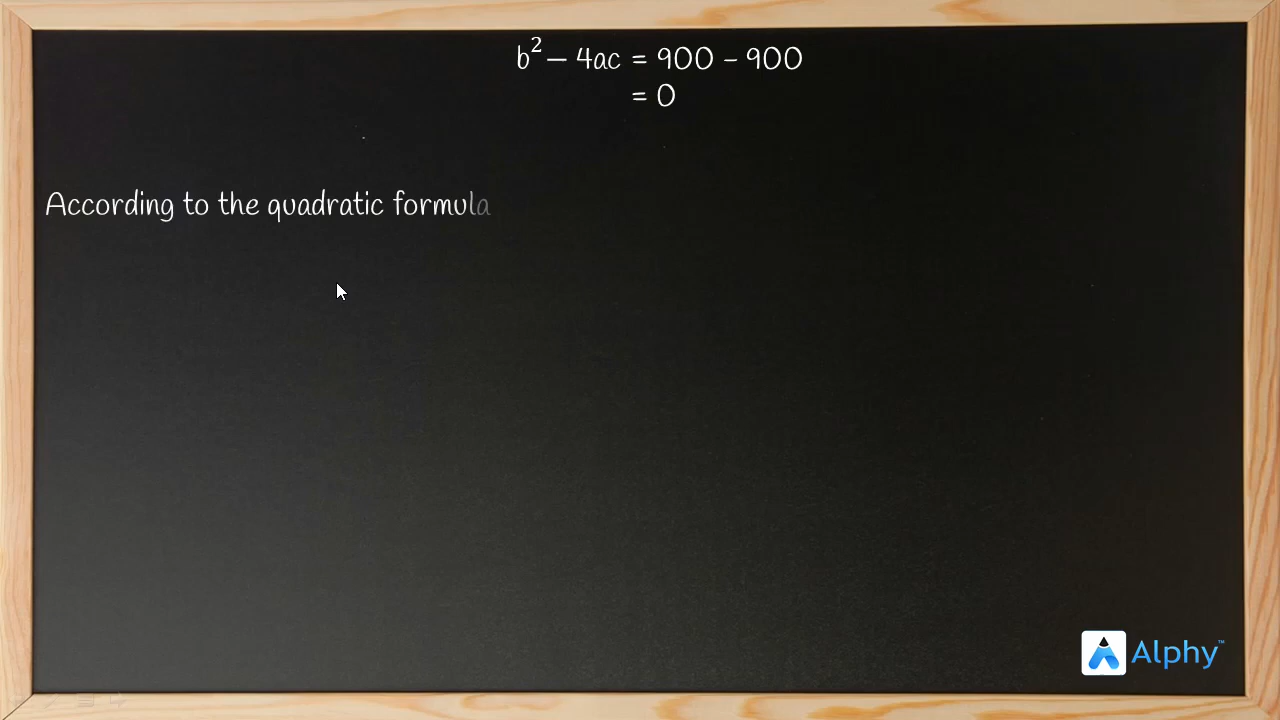 b² – 4ac = 900 - 900
= 0
According to the quadratic formula
Alphy™